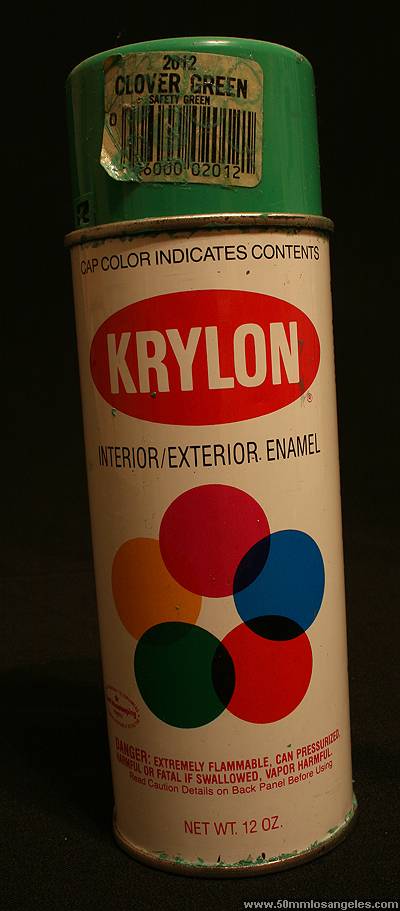 2012
CLOVER GREEN
SAFETY GREEN
0 6000 02012
CAP COLOR INDICATES CONTENTS
KRYLON®
INTERIOR/EXTERIOR ENAMEL
DANGER: EXTREMELY FLAMMABLE, CAN PRESSURIZED,
HARMFUL OR FATAL IF SWALLOWED, VAPOR HARMFUL.
Read Caution Details on Back Panel Before Using
NET WT. 12 OZ.
www.50mmlosangeles.com